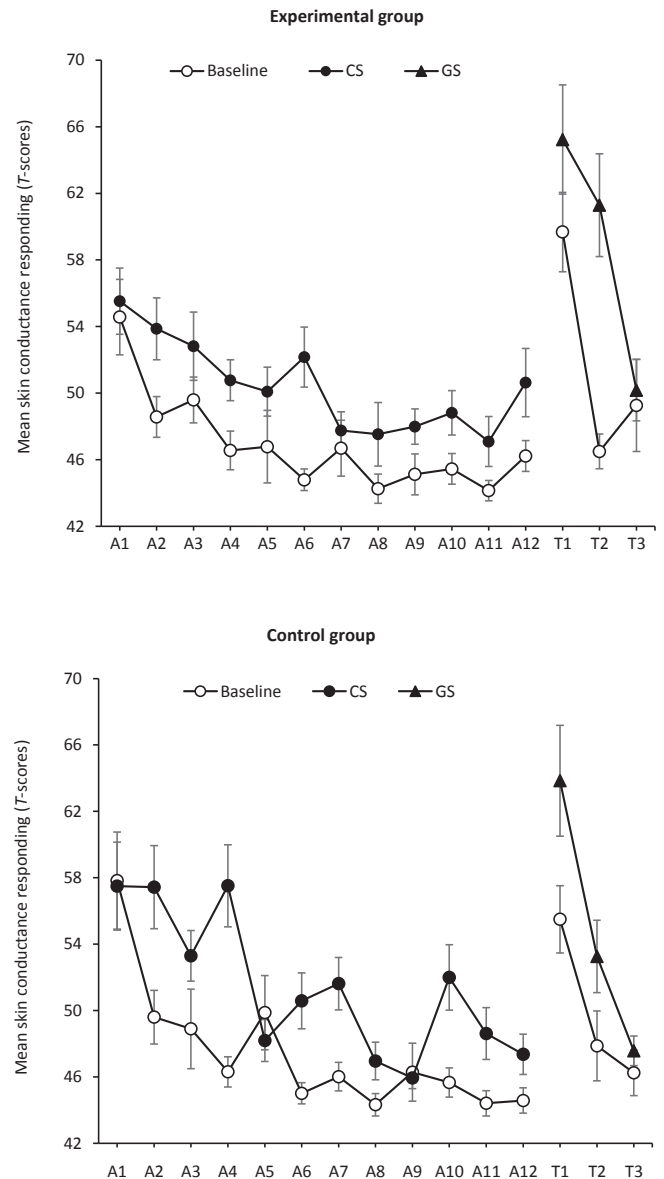 Experimental group
Mean skin conductance responding (T-scores)
70
66
62
58
54
50
46
42
Baseline CS GS
A1 A2 A3 A4 A5 A6 A7 A8 A9 A10 A11 A12 T1 T2 T3
Control group
Mean skin conductance responding (T-scores)
70
66
62
58
54
50
46
42
Baseline CS GS
A1 A2 A3 A4 A5 A6 A7 A8 A9 A10 A11 A12 T1 T2 T3